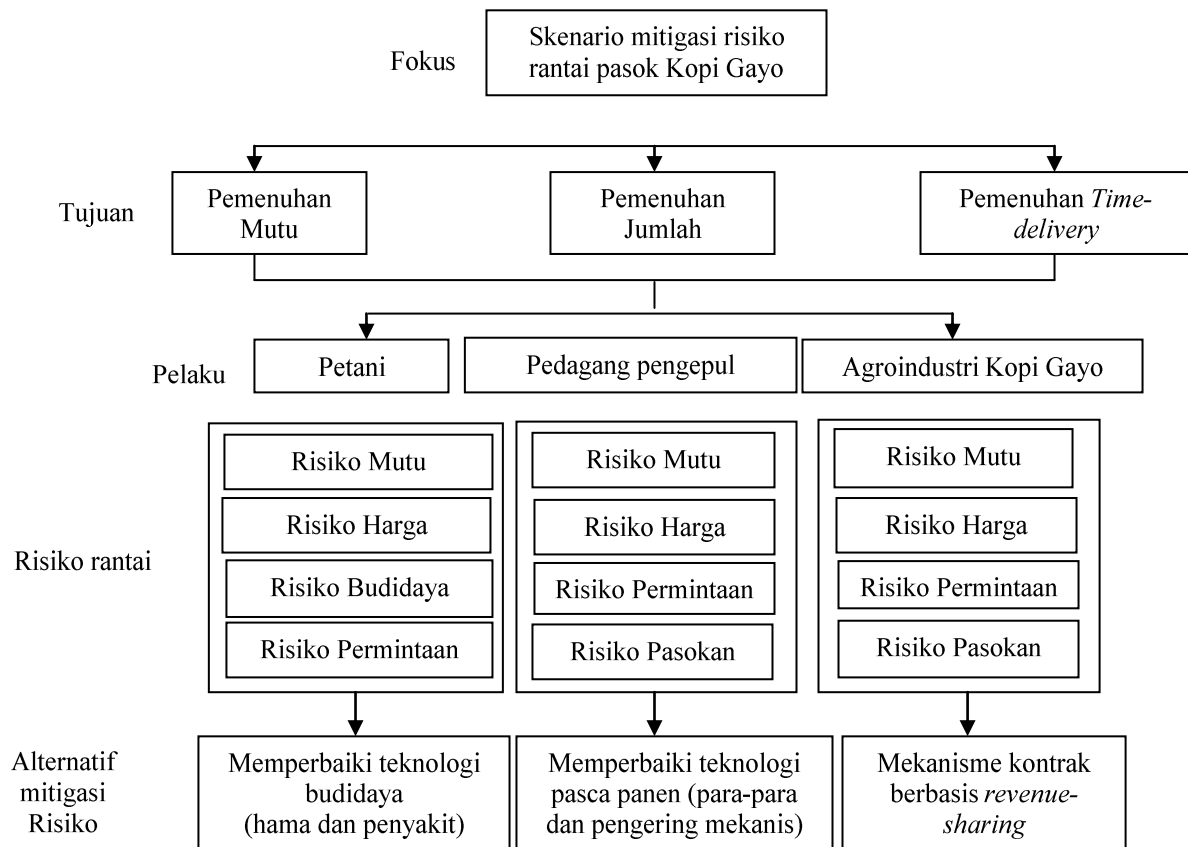 Fokus
Skenario mitigasi risiko
rantai pasok Kopi Gayo
Tujuan
Pemenuhan
Mutu
Pemenuhan
Jumlah
Pemenuhan Time-
delivery
Pelaku
Petani
Pedagang pengepul
Agroindustri Kopi Gayo
Risiko rantai
Risiko Mutu
Risiko Harga
Risiko Budidaya
Risiko Permintaan
Risiko Mutu
Risiko Harga
Risiko Permintaan
Risiko Pasokan
Risiko Mutu
Risiko Harga
Risiko Permintaan
Risiko Pasokan
Alternatif
mitigasi
Risiko
Memperbaiki teknologi
budidaya
(hama dan penyakit)
Memperbaiki teknologi
pasca panen (para-para
dan pengering mekanis)
Mekanisme kontrak
berbasis revenue-
sharing